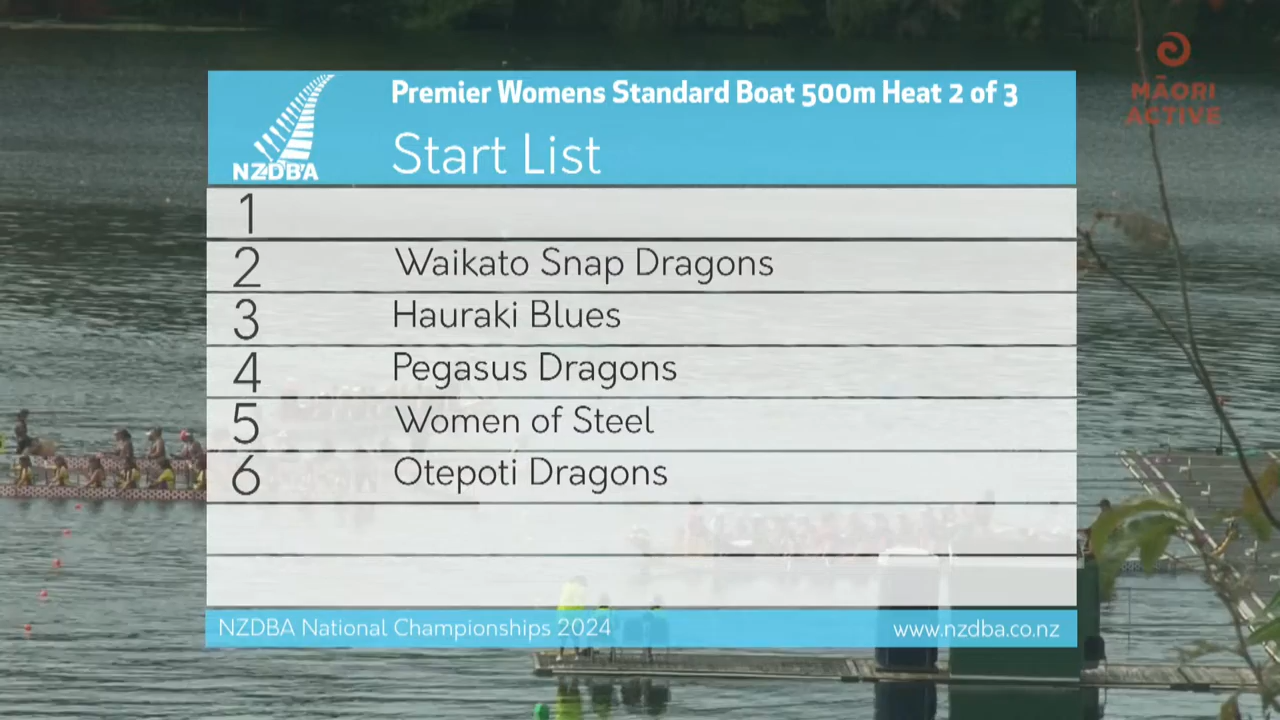 MĀORI
ACTIVE
NZDBA
Premier Womens Standard Boat 500m Heat 2 of 3
Start List
1
2 Waikato Snap Dragons
3 Hauraki Blues
4 Pegasus Dragons
5 Women of Steel
6 Otepoti Dragons
NZDBA National Championships 2024 www.nzdba.co.nz